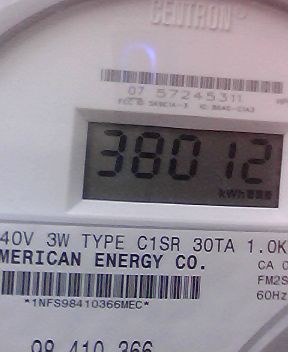 CENTRON®
07 57245311
38012
kWh
40V 3W TYPE C1SR 30TA 1.0K
MERICAN ENERGY CO.
CA 0
FM2S
*1NFS98410366MEC*
60Hz
98 410 366